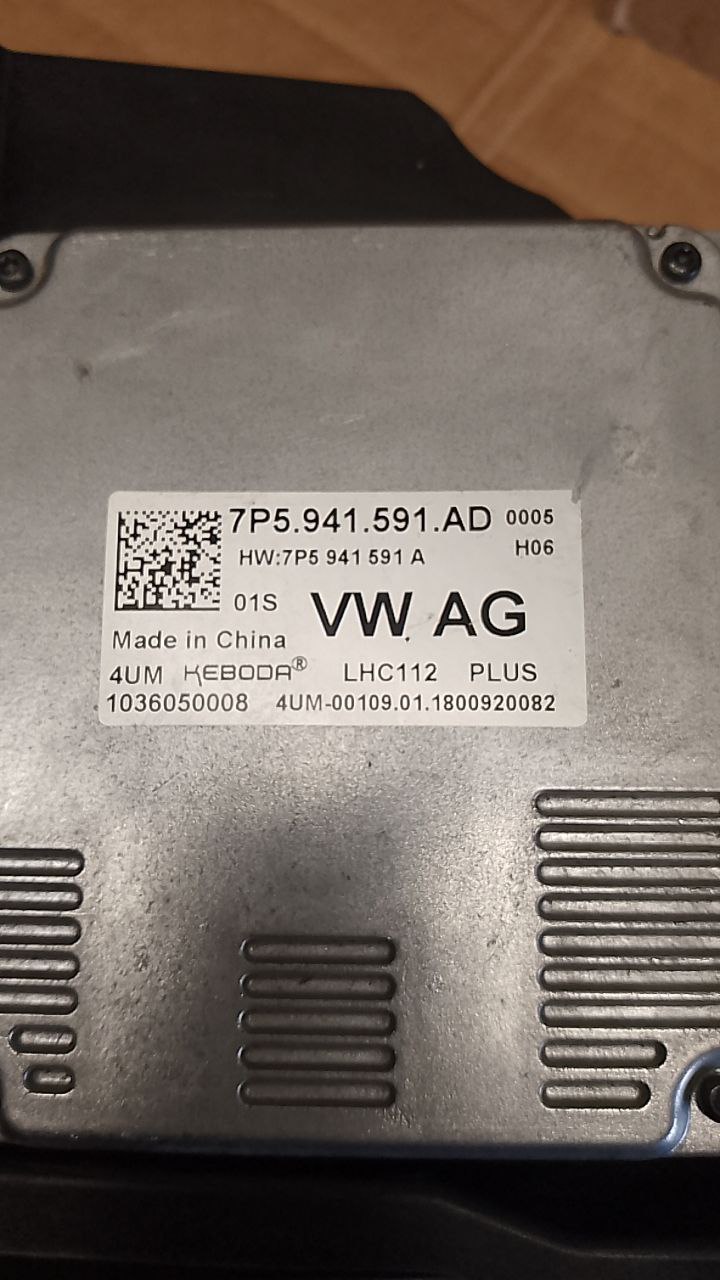 7P5.941.591.AD 0005
HW:7P5 941 591 A H06
01S VW AG
Made in China
4UM KEBODA® LHC112 PLUS
1036050008 4UM-00109.01.1800920082